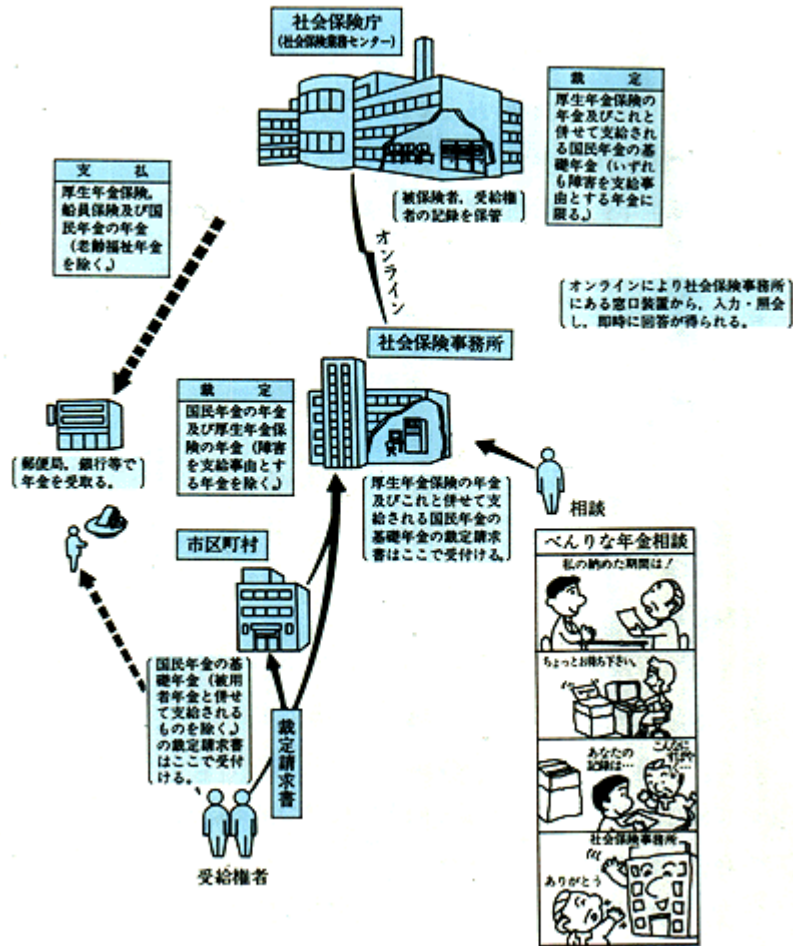 社会保険庁
(社会保険業務センター)
裁定
厚生年金保険の
年金及びこれと
併せて支給され
る国民年金の基
礎年金(いずれ
も障害を支給事
由とする年金に
限る。)
支払
厚生年金保険,
船員保険及び国
民年金の年金
(老齢福祉年金
を除く。)
被保険者,受給権
者の記録を保管
オンライン
オンラインにより社会保険事務所
にある窓口装置から,入力・照会
し,即時に回答が得られる。
社会保険事務所
裁定
国民年金の年金
及び厚生年金保
険の年金(障害
を支給事由とす
る年金を除く。)
郵便局,銀行等で
年金を受取る。
厚生年金保険の年金
及びこれと併せて支
給される国民年金の
基礎年金の裁定請求
書はここで受付ける。
相談
市区町村
国民年金の基
礎年金(被用
者年金と併せ
て支給される
ものを除く。)
の裁定請求書
はここで受付
ける。
裁定請求書
受給権者
べんりな年金相談
私の納めた期間は!
ちょっとお待ち下さい。
あなたの
記録は…
こんなに
すばやく…
社会保険事務所
ありがとう